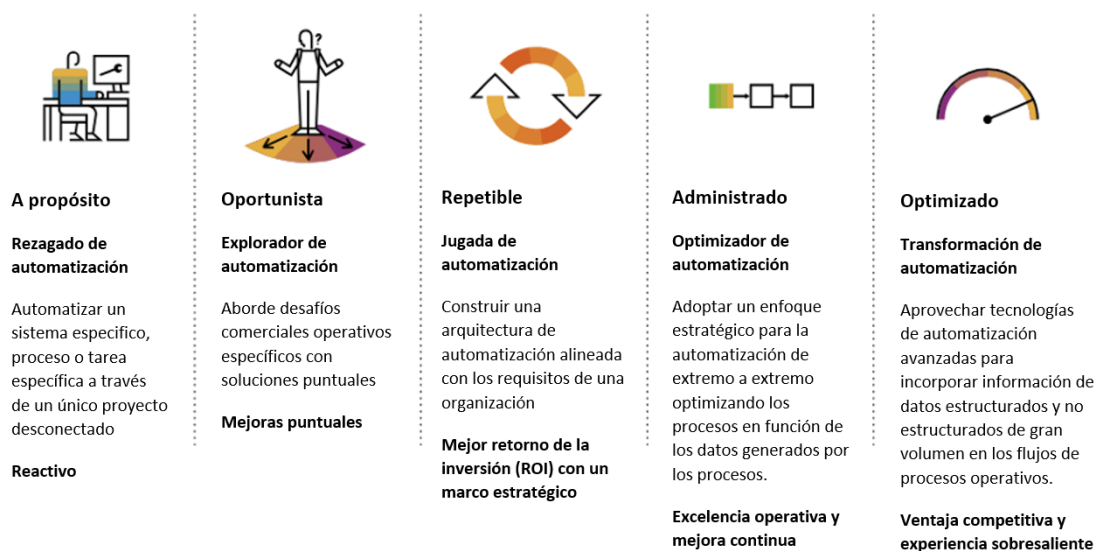 ?
A propósito
Rezagado de
automatización
Automatizar un
sistema especifico,
proceso o tarea
específica a través
de un único proyecto
desconectado
Reactivo
Oportunista
Explorador de
automatización
Aborde desafíos
comerciales operativos
específicos con
soluciones puntuales
Mejoras puntuales
Repetible
Jugada de
automatización
Construir una
arquitectura de
automatización alineada
con los requisitos de una
organización
Mejor retorno de la
inversión (ROI) con un
marco estratégico
Administrado
Optimizador de
automatización
Adoptar un enfoque
estratégico para la
automatización de
extremo a extremo
optimizando los
procesos en función de
los datos generados por
los procesos.
Excelencia operativa y
mejora continua
Optimizado
Transformación de
automatización
Aprovechar tecnologías
de automatización
avanzadas para
incorporar información de
datos estructurados y no
estructurados de gran
volumen en los flujos de
procesos operativos.
Ventaja competitiva y
experiencia sobresaliente